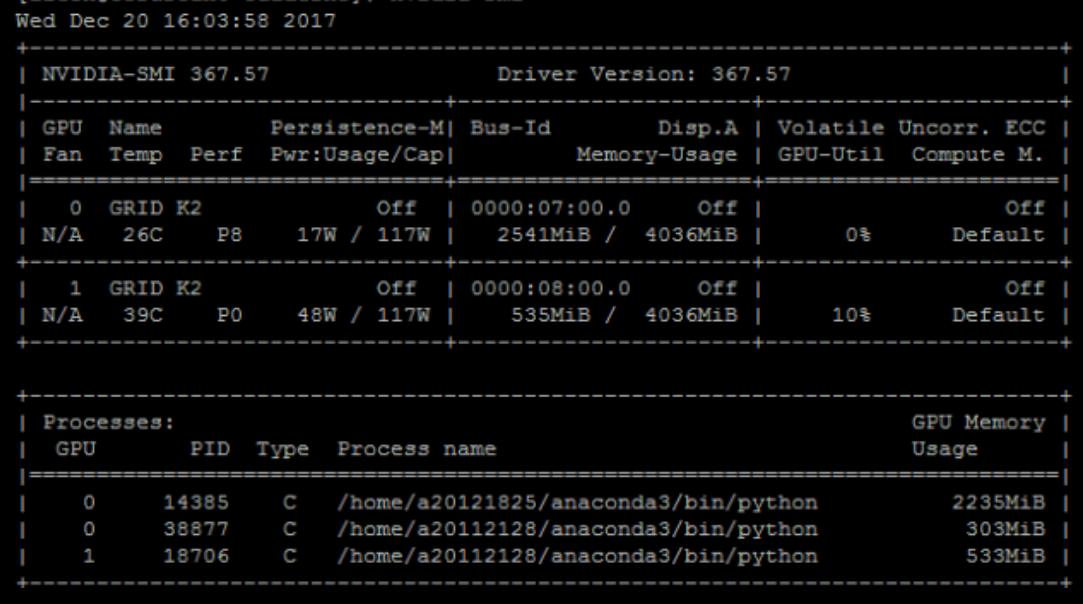 Wed Dec 20 16:03:58 2017
+-----------------------------------------------------------------------------+
| NVIDIA-SMI 367.57                 Driver Version: 367.57                    |
|-------------------------------+----------------------+----------------------+
| GPU  Name        Persistence-M| Bus-Id        Disp.A | Volatile Uncorr. ECC |
| Fan  Temp  Perf  Pwr:Usage/Cap|         Memory-Usage | GPU-Util  Compute M. |
|===============================+======================+======================|
|   0  GRID K2             Off  | 0000:07:00.0     Off |                  Off |
| N/A   26C    P8    17W / 117W |   2541MiB /  4036MiB |      0%      Default |
+-------------------------------+----------------------+----------------------+
|   1  GRID K2             Off  | 0000:08:00.0     Off |                  Off |
| N/A   39C    P0    48W / 117W |    535MiB /  4036MiB |     10%      Default |
+-------------------------------+----------------------+----------------------+
+-----------------------------------------------------------------------------+
| Processes:                                                       GPU Memory |
|  GPU       PID  Type  Process name                               Usage      |
|=============================================================================|
|    0     14385    C   /home/a20121825/anaconda3/bin/python          2235MiB |
|    0     38877    C   /home/a20112128/anaconda3/bin/python           303MiB |
|    1     18706    C   /home/a20112128/anaconda3/bin/python           533MiB |
+-----------------------------------------------------------------------------+